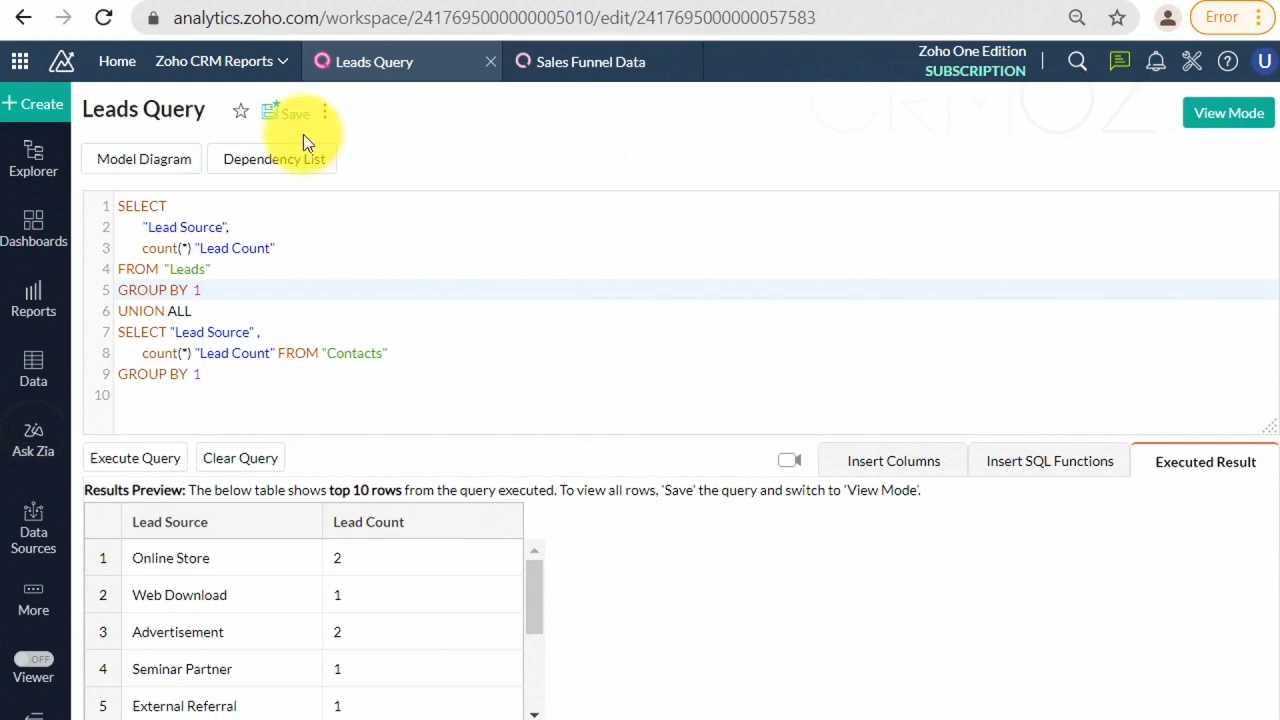 analytics.zoho.com/workspace/2417695000000005010/edit/2417695000000057583
Error
Home
Zoho CRM Reports
Leads Query
Sales Funnel Data
Zoho One Edition
SUBSCRIPTION
U
+ Create
Leads Query
Save
View Mode
Model Diagram
Dependency List
Explorer
Dashboards
Reports
Data
Ask Zia
Data
Sources
More
OFF
Viewer
1 SELECT
2 "Lead Source",
3 count(*) "Lead Count"
4 FROM "Leads"
5 GROUP BY 1
6 UNION ALL
7 SELECT "Lead Source" ,
8 count(*) "Lead Count" FROM "Contacts"
9 GROUP BY 1
10
Execute Query
Clear Query
Insert Columns
Insert SQL Functions
Executed Result
Results Preview: The below table shows top 10 rows from the query executed. To view all rows, 'Save' the query and switch to 'View Mode'.
Lead Source Lead Count
1 Online Store 2
2 Web Download 1
3 Advertisement 2
4 Seminar Partner 1
5 External Referral 1